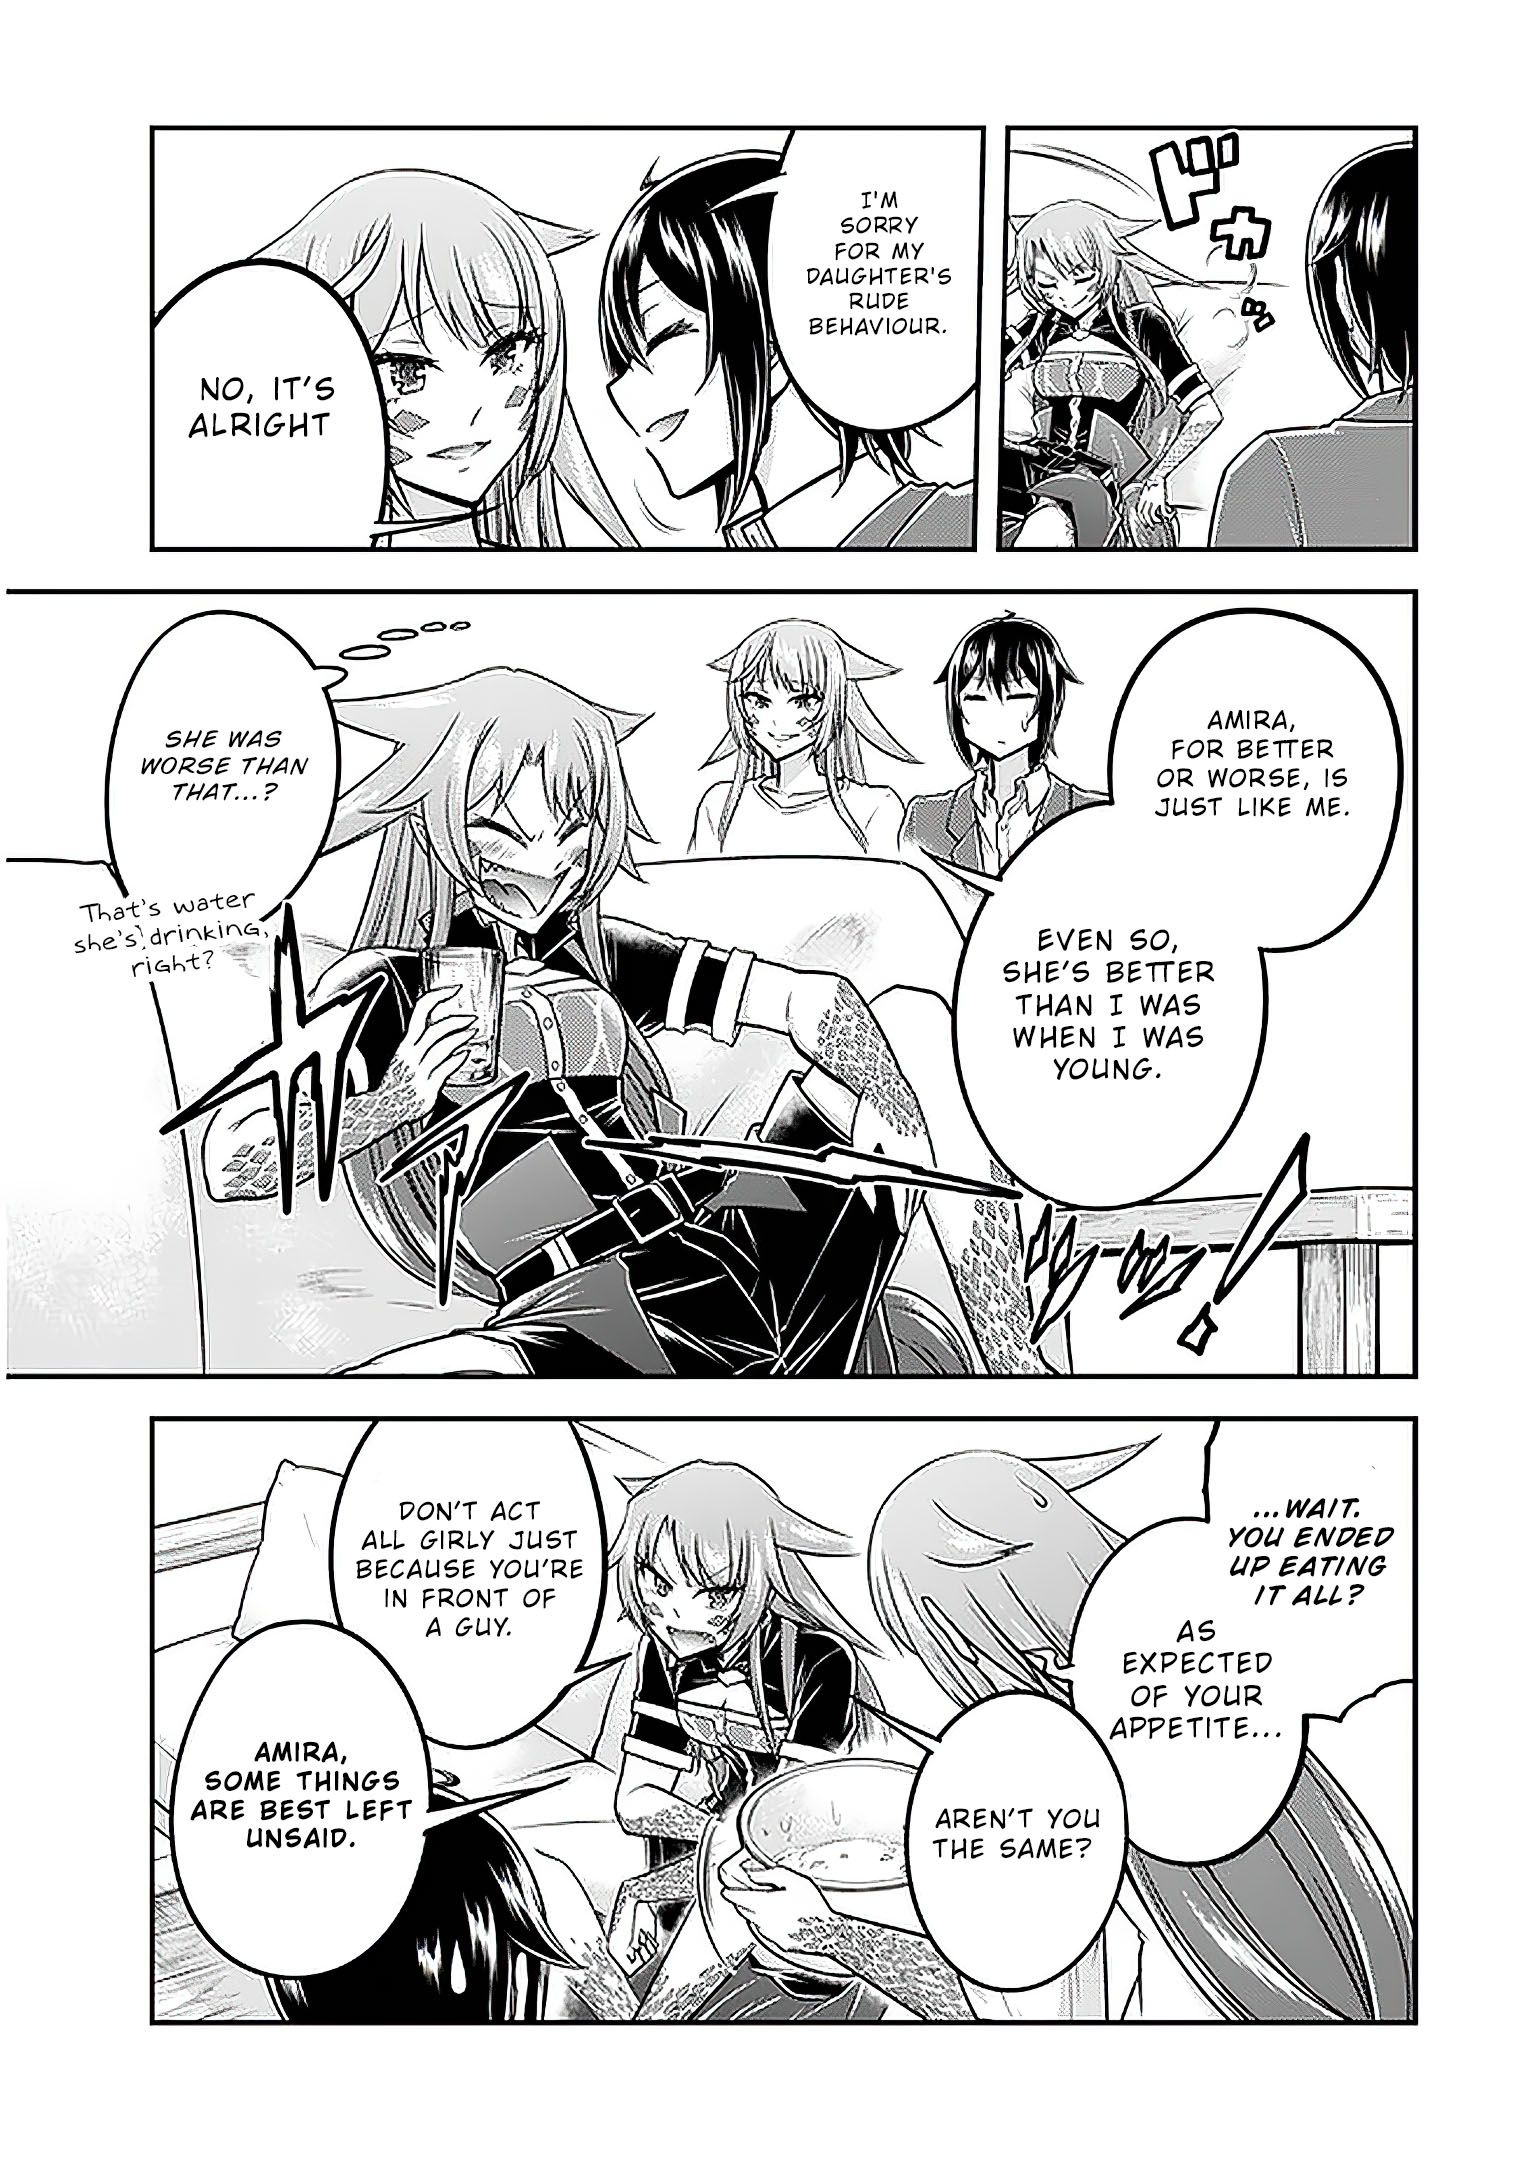 ドカッ
I'M
SORRY
FOR MY
DAUGHTER'S
RUDE
BEHAVIOUR.
NO, IT'S
ALRIGHT
AMIRA,
FOR BETTER
OR WORSE, IS
JUST LIKE ME.
EVEN SO,
SHE'S BETTER
THAN I WAS
WHEN I WAS
YOUNG.
SHE WAS
WORSE THAN
THAT...?
That's water
she's drinking,
right?
...WAIT.
YOU ENDED
UP EATING
IT ALL?
AS
EXPECTED
OF YOUR
APPETITE...
AREN'T YOU
THE SAME?
DON'T ACT
ALL GIRLY JUST
BECAUSE YOU'RE
IN FRONT OF
A GUY.
AMIRA,
SOME THINGS
ARE BEST LEFT
UNSAID.